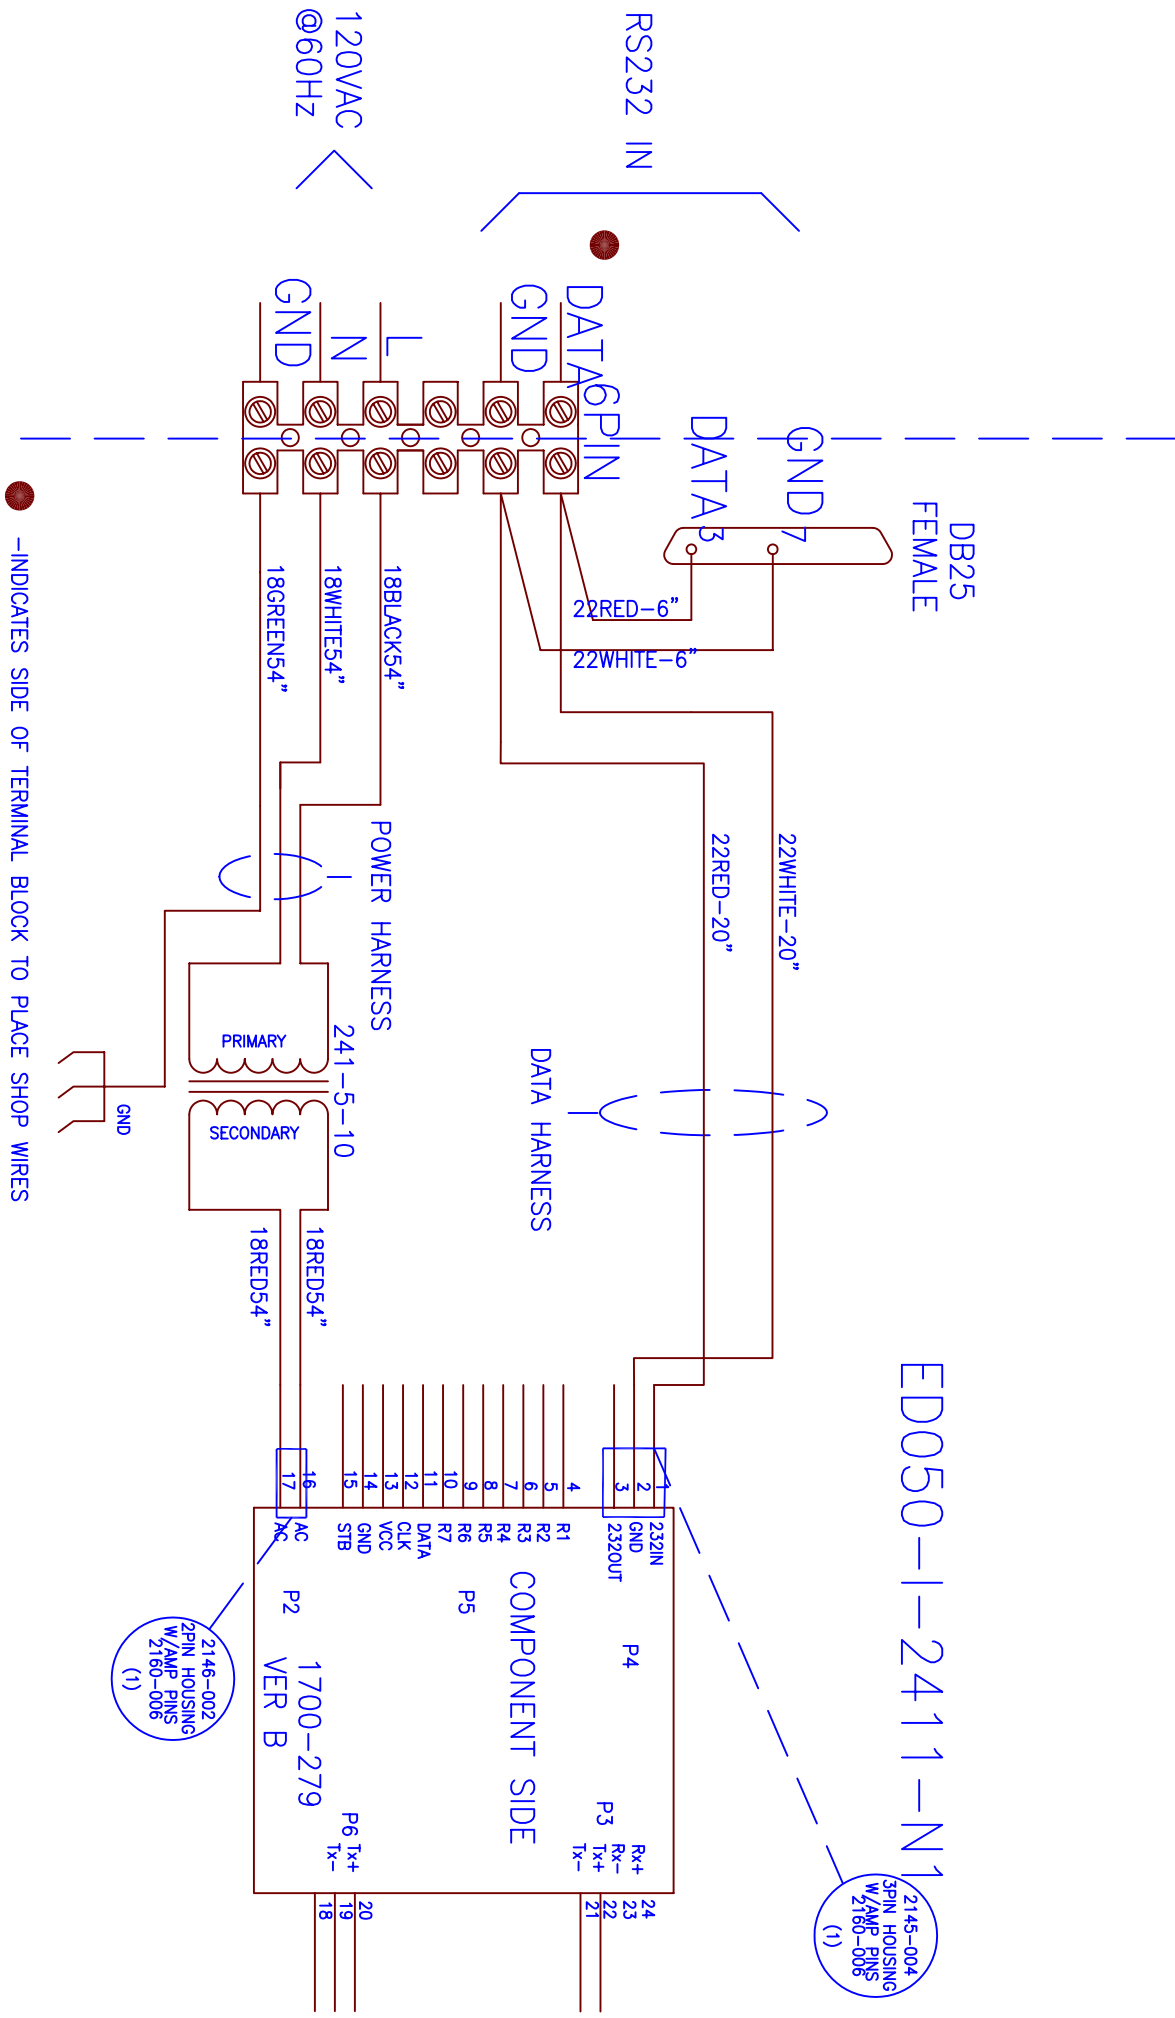 ED050-I-2411-N1
DB25
FEMALE
GND 7
DATA 3
RS232 IN
DATA
6PIN
GND
120VAC
@60Hz
L
N
GND
22RED-6”
22WHITE-6”
22WHITE-20”
22RED-20”
DATA HARNESS
18BLACK54”
18WHITE54”
18GREEN54”
POWER HARNESS
241-5-10
PRIMARY
SECONDARY
GND
18RED54”
18RED54”
1
2
3
4
5
6
7
8
9
10
11
12
13
14
15
16
17
232IN
GND
232OUT
R1
R2
R3
R4
R5
R6
R7
DATA
CLK
VCC
GND
STB
AC
AC
P4
P5
P2
COMPONENT SIDE
1700-279
VER B
P3
Rx+
Rx-
Tx+
Tx-
P6
Tx+
Tx-
24
23
22
21
20
19
18
2145-004
3PIN HOUSING
W/AMP PINS
2160-006
(1)
2146-002
2PIN HOUSING
W/AMP PINS
2160-006
(1)
-INDICATES SIDE OF TERMINAL BLOCK TO PLACE SHOP WIRES